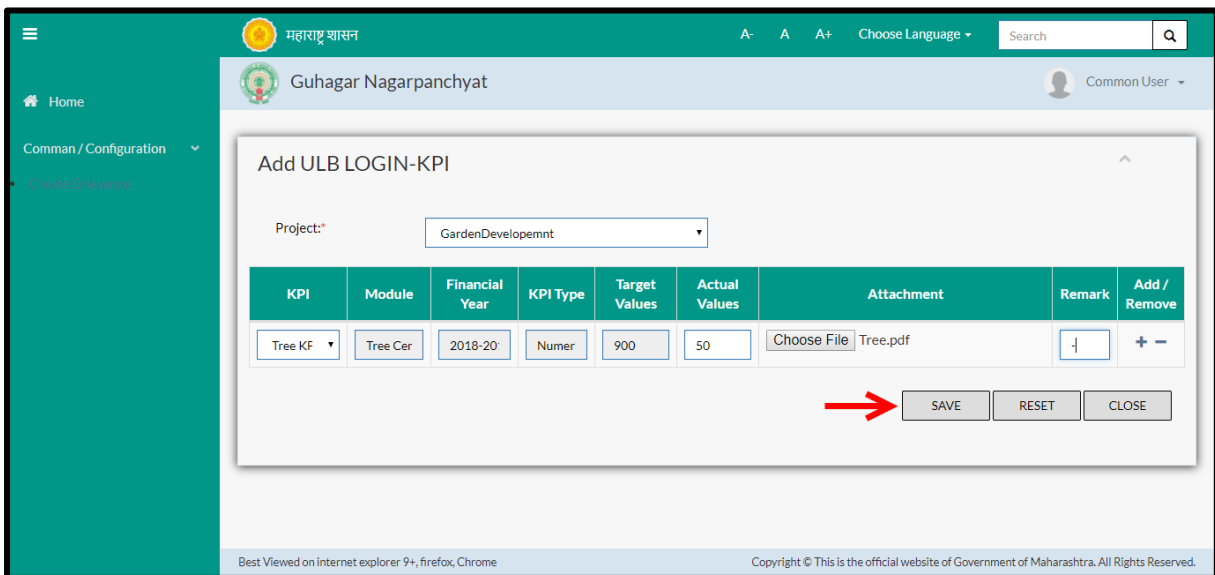 महाराष्ट्र शासन A- A A+ Choose Language Search
Guhagar Nagarpanchyat Common User
Home
Comman / Configuration
Create Grievance
Add ULB LOGIN-KPI
Project:* GardenDevelopemnt
KPI Module Financial Year KPI Type Target Values Actual Values Attachment Remark Add / Remove
Tree KF Tree Cer 2018-20 Numer 900 50 Choose File Tree.pdf - + −
SAVE RESET CLOSE
Best Viewed on internet explorer 9+, firefox, Chrome Copyright © This is the official website of Government of Maharashtra. All Rights Reserved.